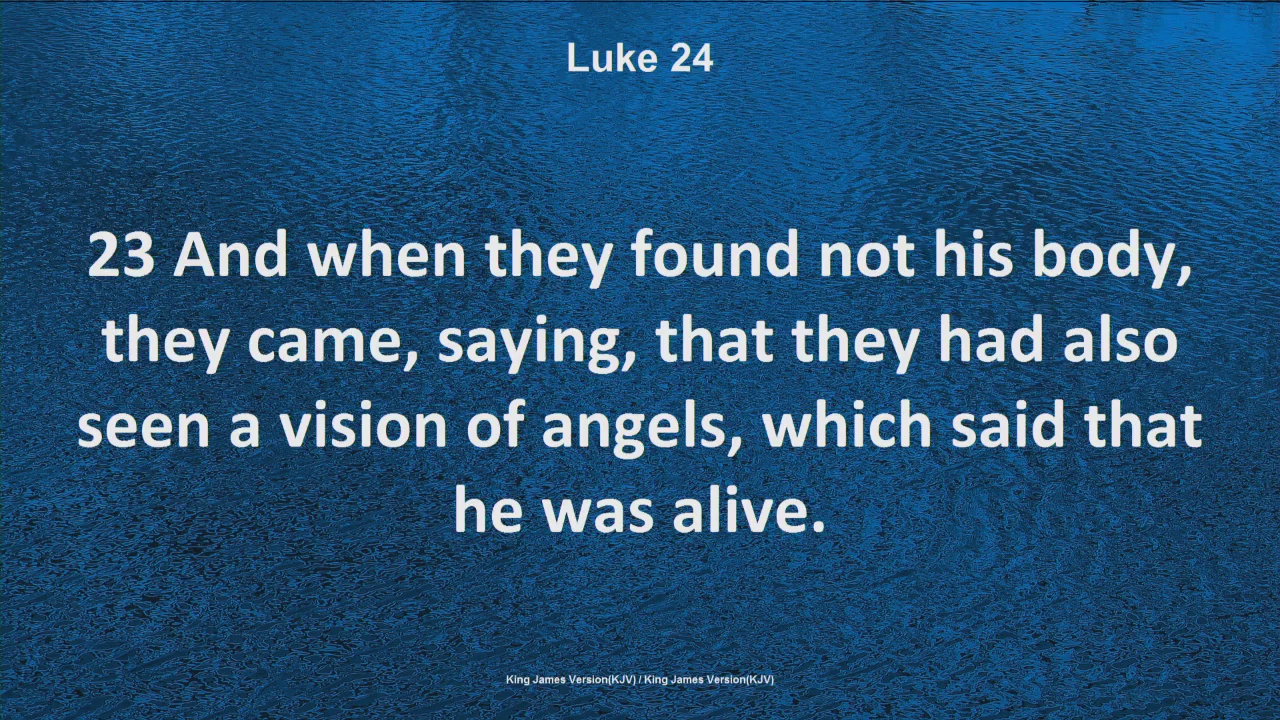 Luke 24
23 And when they found not his body,
they came, saying, that they had also
seen a vision of angels, which said that
he was alive.
King James Version(KJV) / King James Version(KJV)